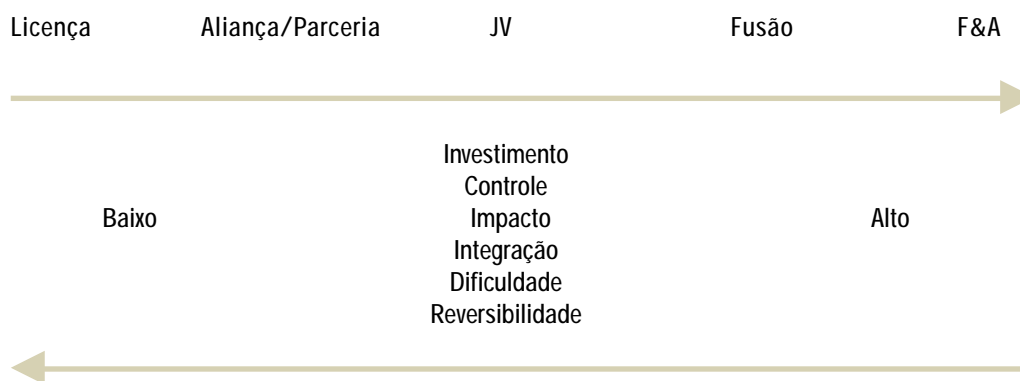 Licença Aliança/Parceria JV Fusão F&A
Investimento
Controle
Baixo Impacto Alto
Integração
Dificuldade
Reversibilidade